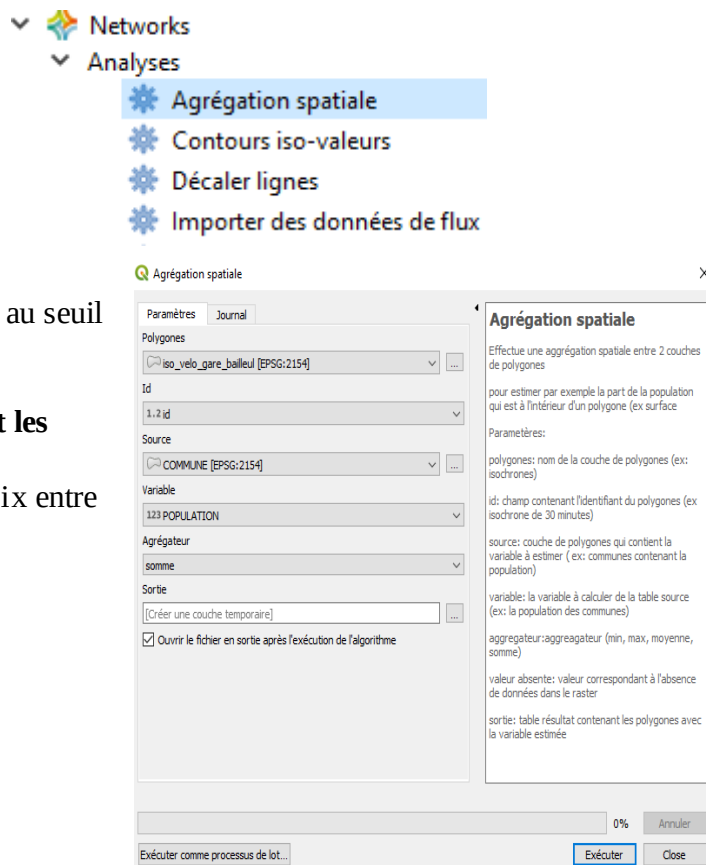 Networks
Analyses
Agrégation spatiale
Contours iso-valeurs
Décaler lignes
Importer des données de flux
au seuil
t les
ix entre
Agrégation spatiale
Paramètres Journal
Polygones
iso_velo_gare_bailleul [EPSG:2154]
...
Id
1.2 id
Source
COMMUNE [EPSG:2154]
...
Variable
123 POPULATION
Agrégateur
somme
Sortie
[Créer une couche temporaire]
...
Ouvrir le fichier en sortie après l'exécution de l'algorithme
Agrégation spatiale
Effectue une aggrégation spatiale entre 2 couches
de polygones
pour estimer par exemple la part de la population
qui est à l'intérieur d'un polygone (ex surface
Parametères:
polygones: nom de la couche de polygones (ex:
isochrones)
id: champ contenant l'identifiant du polygones (ex
isochrone de 30 minutes)
source: couche de polygones qui contient la
variable à estimer ( ex: communes contenant la
population)
variable: la variable à calculer de la table source
(ex: la population des communes)
aggregateur:aggreagateur (min, max, moyenne,
somme)
valeur absente: valeur correspondant à l'absence
de données dans le raster
sortie: table résultat contenant les polygones avec
la variable estimée
0% Annuler
Exécuter comme processus de lot... Exécuter Close